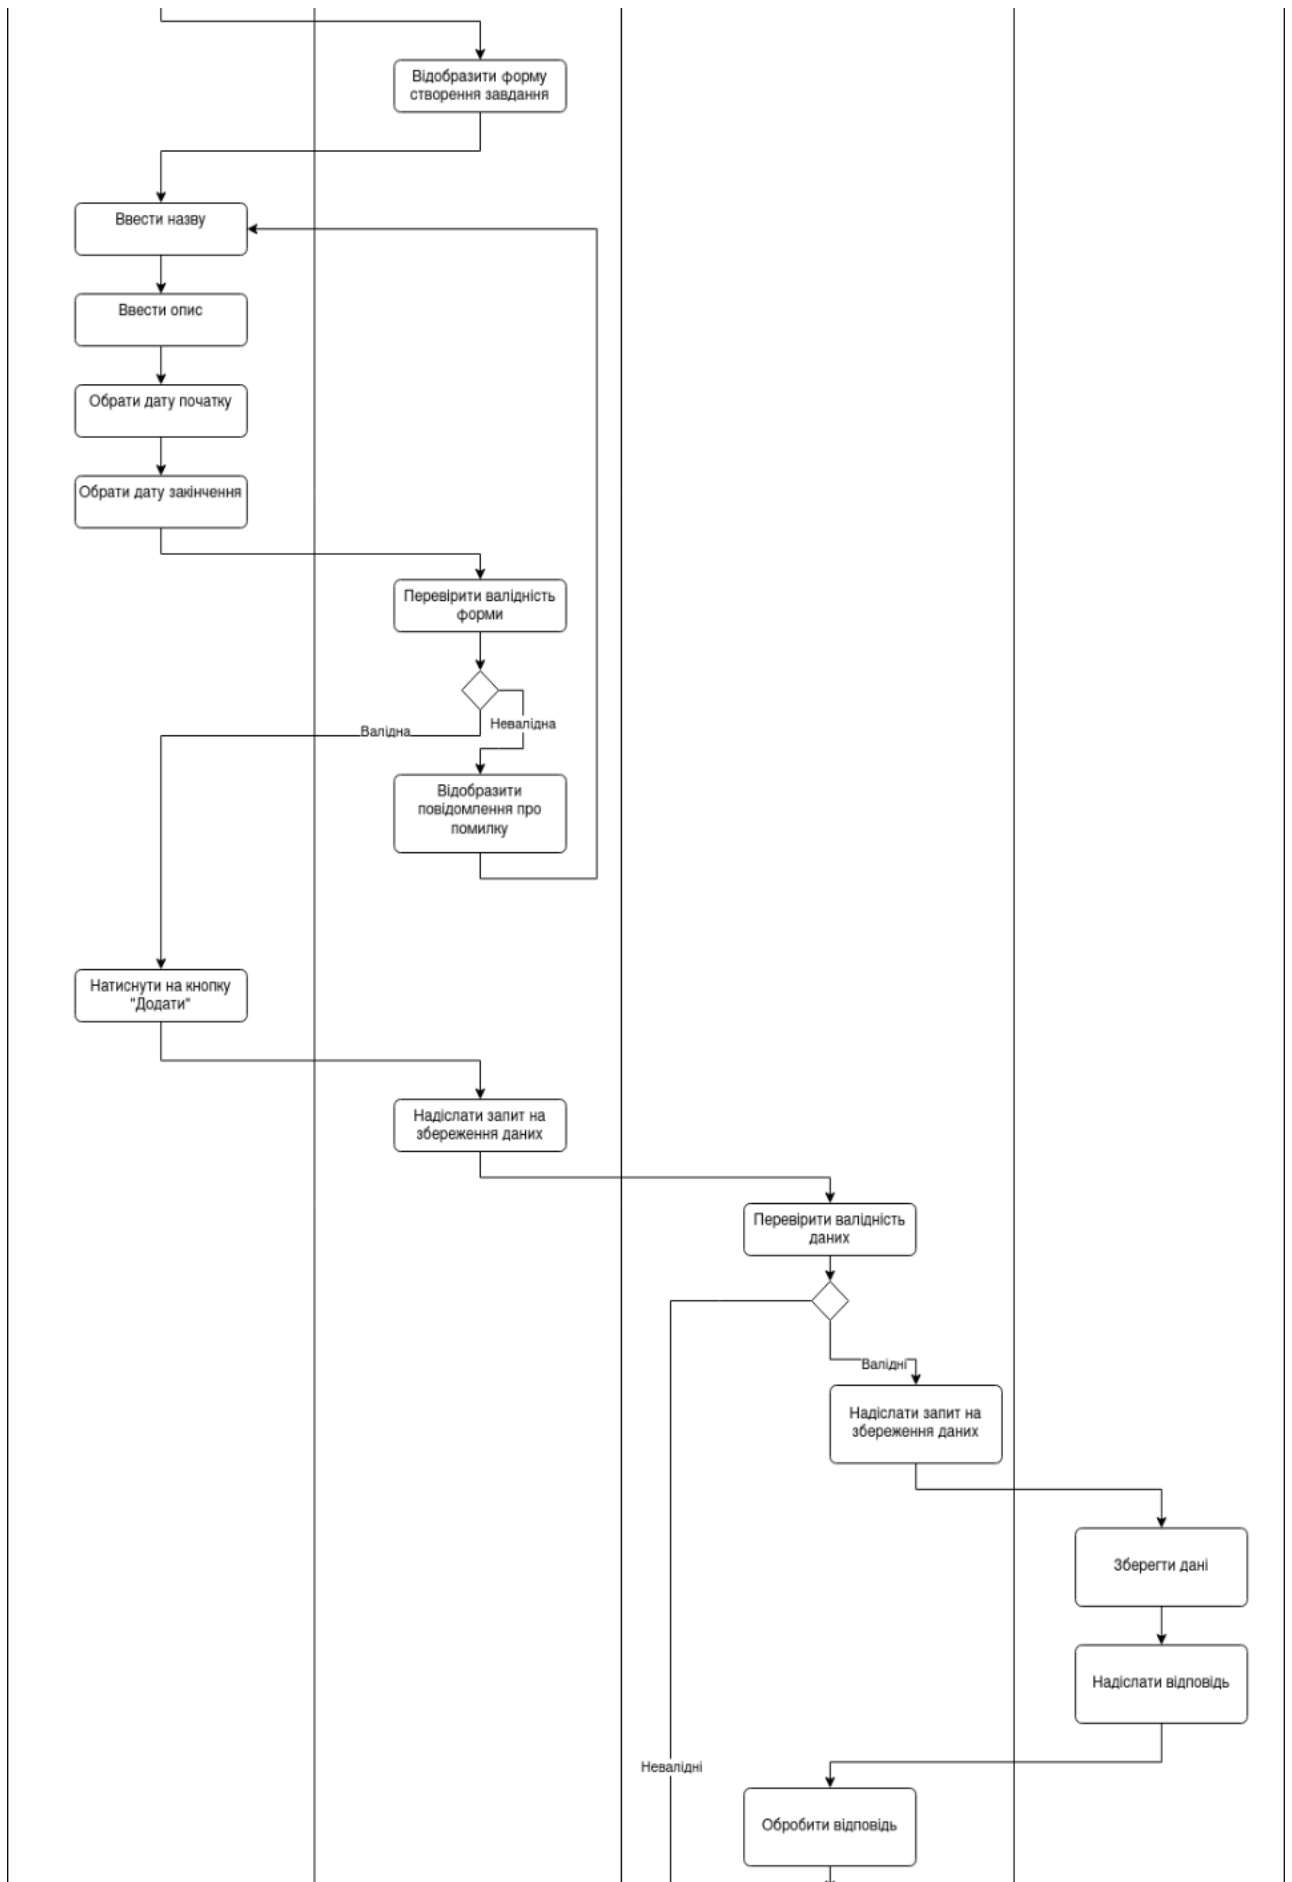 Відобразити форму
створення завдання
Ввести назву
Ввести опис
Обрати дату початку
Обрати дату закінчення
Перевірити валідність
форми
Невалідна
Валідна
Відобразити
повідомлення про
помилку
Натиснути на кнопку
"Додати"
Надіслати запит на
збереження даних
Перевірити валідність
даних
Валідні
Надіслати запит на
збереження даних
Зберегти дані
Надіслати відповідь
Невалідні
Обробити відповідь